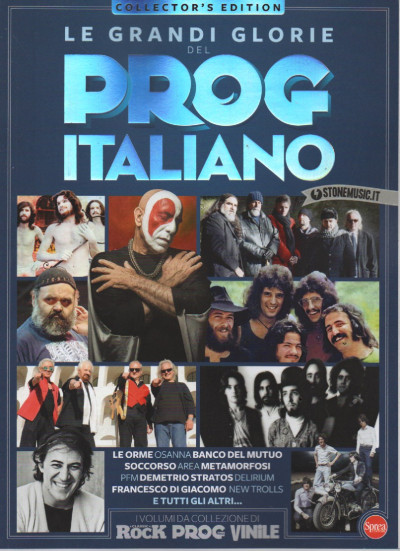 COLLECTOR'S EDITION
LE GRANDI GLORIE
DEL
PROG
ITALIANO
STONEMUSIC.IT
LE ORME OSANNA BANCO DEL MUTUO
SOCCORSO AREA METAMORFOSI
PFM DEMETRIO STRATOS DELIRIUM
FRANCESCO DI GIACOMO NEW TROLLS
E TUTTI GLI ALTRI...
I VOLUMI DA COLLEZIONE DI
ROCK PROG VINILE
Sprea